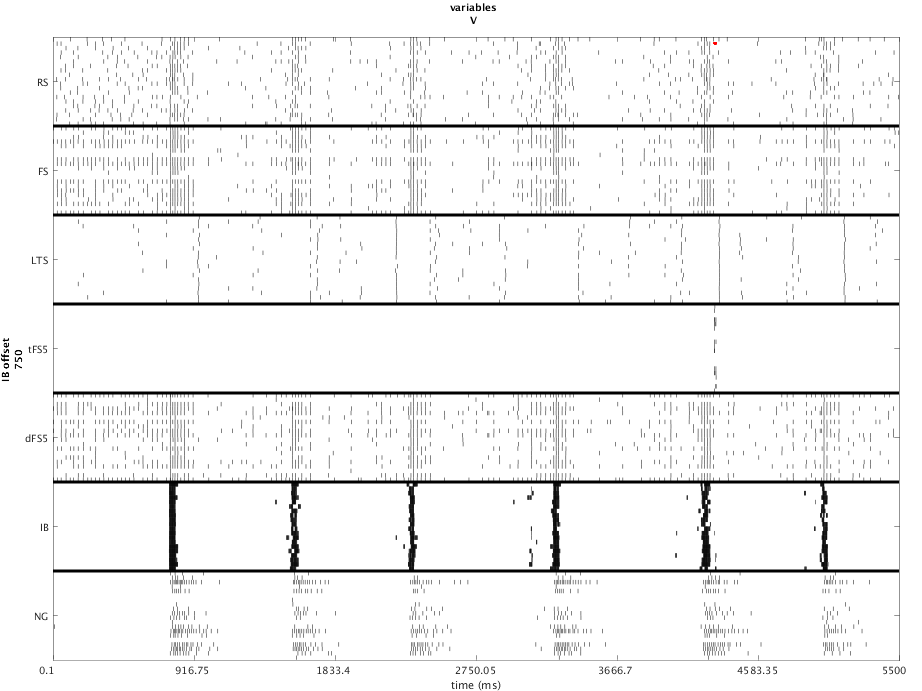 variables
V
RS
FS
LTS
tFS5
dFS5
IB
NG
IB offset
750
0.1
916.75
1833.4
2750.05
3666.7
4583.35
5500
time (ms)